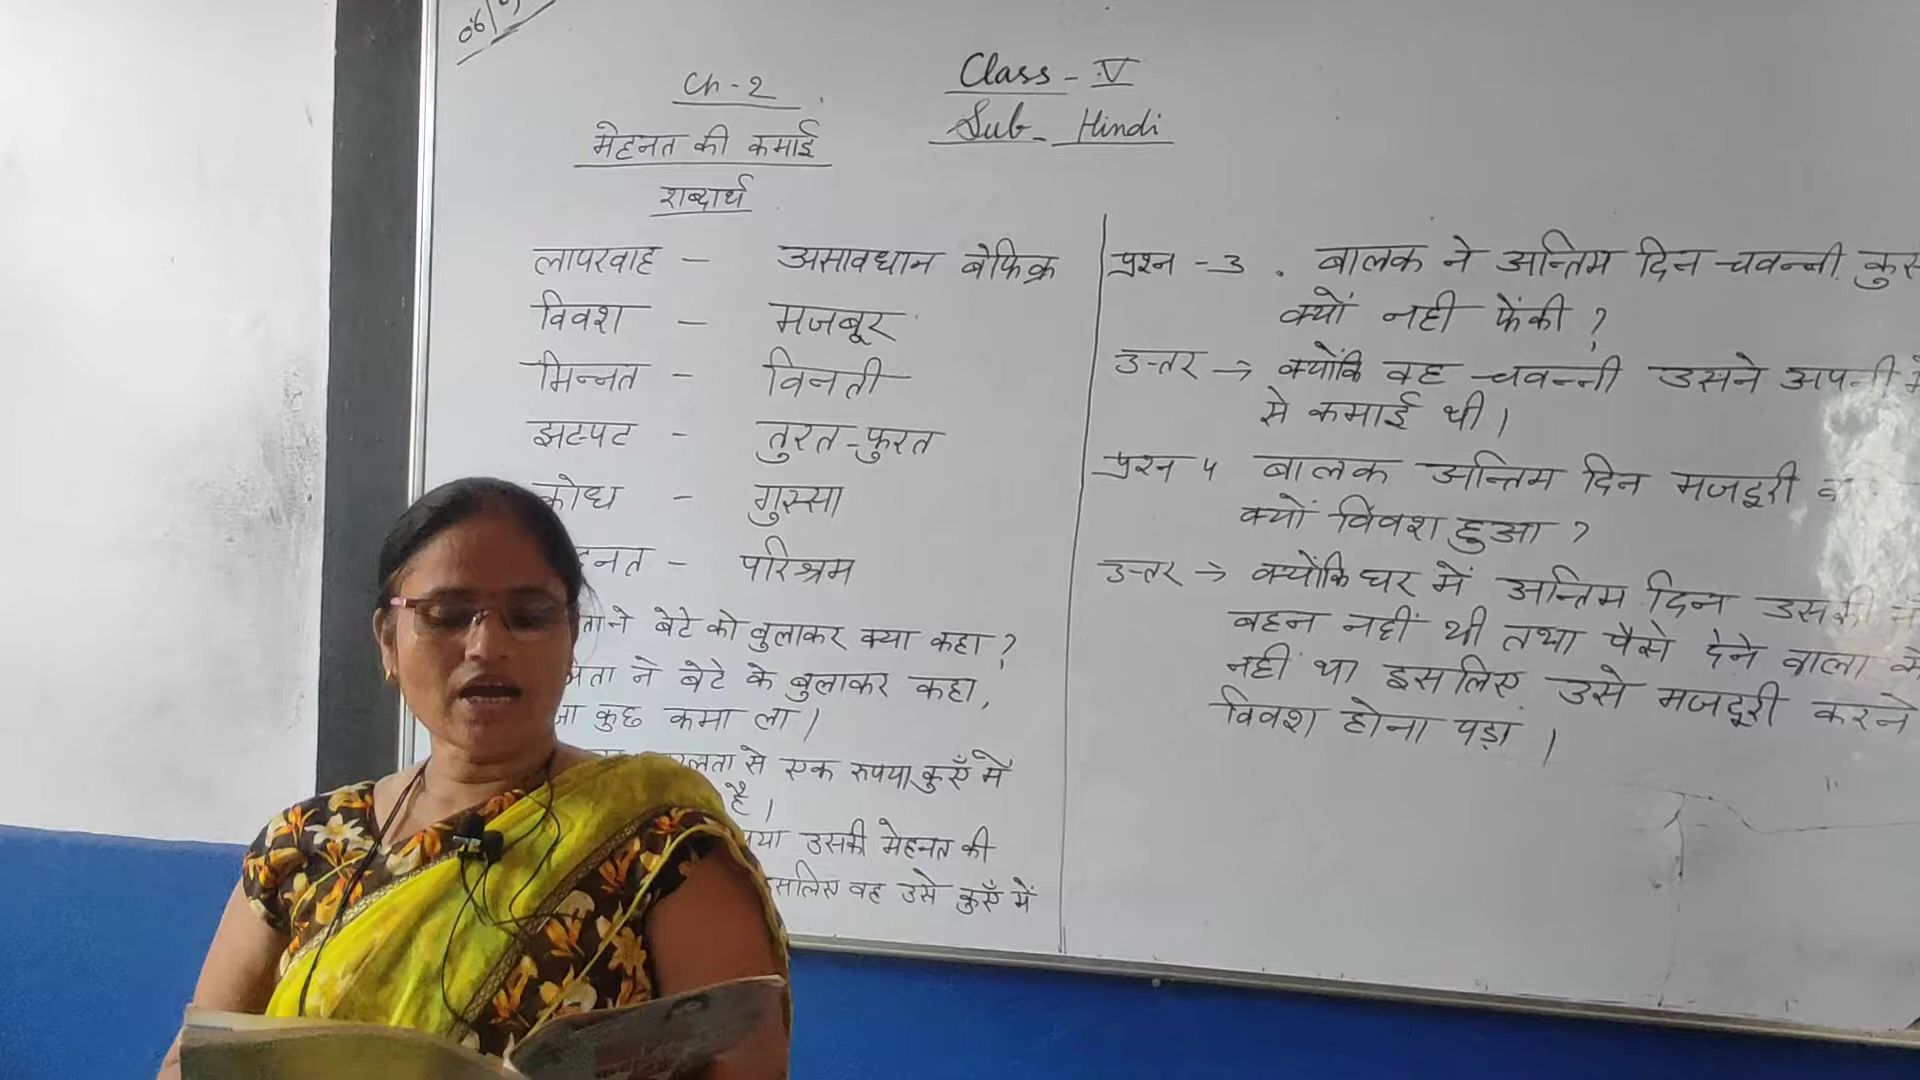 06/
Class - V
Sub - Hindi
Ch - 2
मेहनत की कमाई
शब्दार्थ
लापरवाह - असावधान बेफिक्र
विवश - मजबूर
मिन्नत - विनती
झटपट - तुरत-फुरत
क्रोध - गुस्सा
नत - परिश्रम
ने बेटे को बुलाकर क्या कहा ?
ने बेटे के बुलाकर कहा,
जा कुछ कमा ला।
से एक रुपया कुएँ में
है।
उसकी मेहनत की
इसलिए वह उसे कुएँ में
प्रश्न - 3 . बालक ने अन्तिम दिन चवन्नी
क्यों नही फेंकी ?
उत्तर → क्योंकि वह चवन्नी उसने अपनी
से कमाई थी।
प्रश्न 4 बालक अन्तिम दिन मजदूरी
क्यों विवश हुआ ?
उत्तर → क्योंकि घर में अन्तिम दिन उसकी
बहन नहीं थी तथा पैसे देने वाला
नही था इसलिए उसे मजदूरी करने
विवश होना पड़ा ।